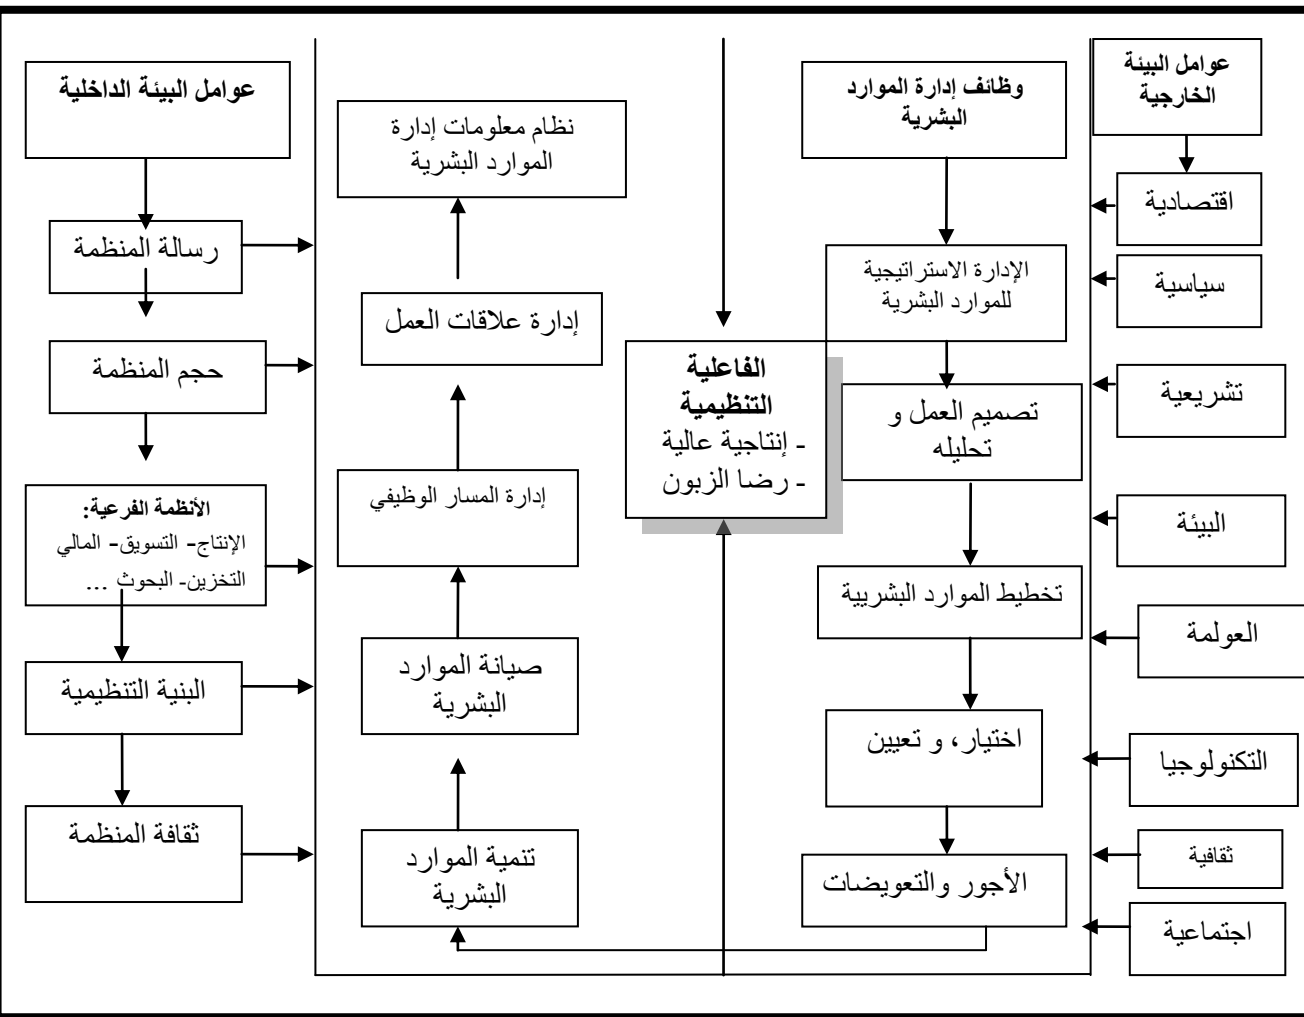 عوامل البيئة
الخارجية
اقتصادية
سياسية
تشريعية
البيئة
العولمة
التكنولوجيا
ثقافية
اجتماعية
وظائف إدارة الموارد
البشرية
الإدارة الاستراتيجية
للموارد البشرية
تصميم العمل و
تحليله
تخطيط الموارد البشريية
اختيار، و تعيين
الأجور والتعويضات
الفاعلية
التنظيمية
- إنتاجية عالية
- رضا الزبون
نظام معلومات إدارة
الموارد البشرية
إدارة علاقات العمل
إدارة المسار الوظيفي
صيانة الموارد
البشرية
تنمية الموارد
البشرية
عوامل البيئة الداخلية
رسالة المنظمة
حجم المنظمة
الأنظمة الفرعية:
الإنتاج- التسويق- المالي
التخزين- البحوث ...
البنية التنظيمية
ثقافة المنظمة